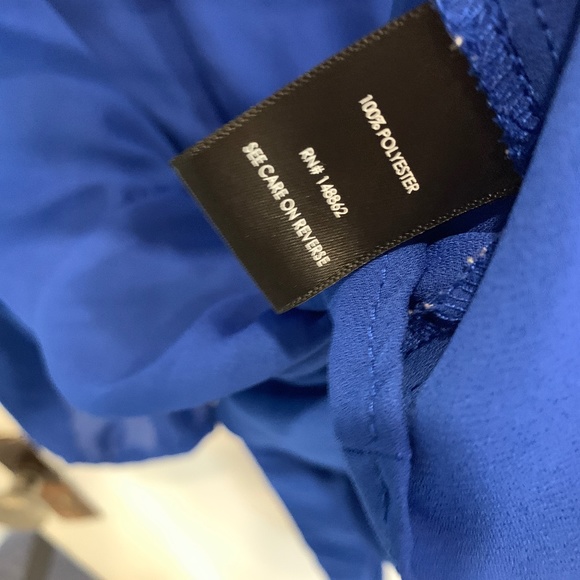 100% POLYESTER
RN# 148862
SEE CARE ON REVERSE